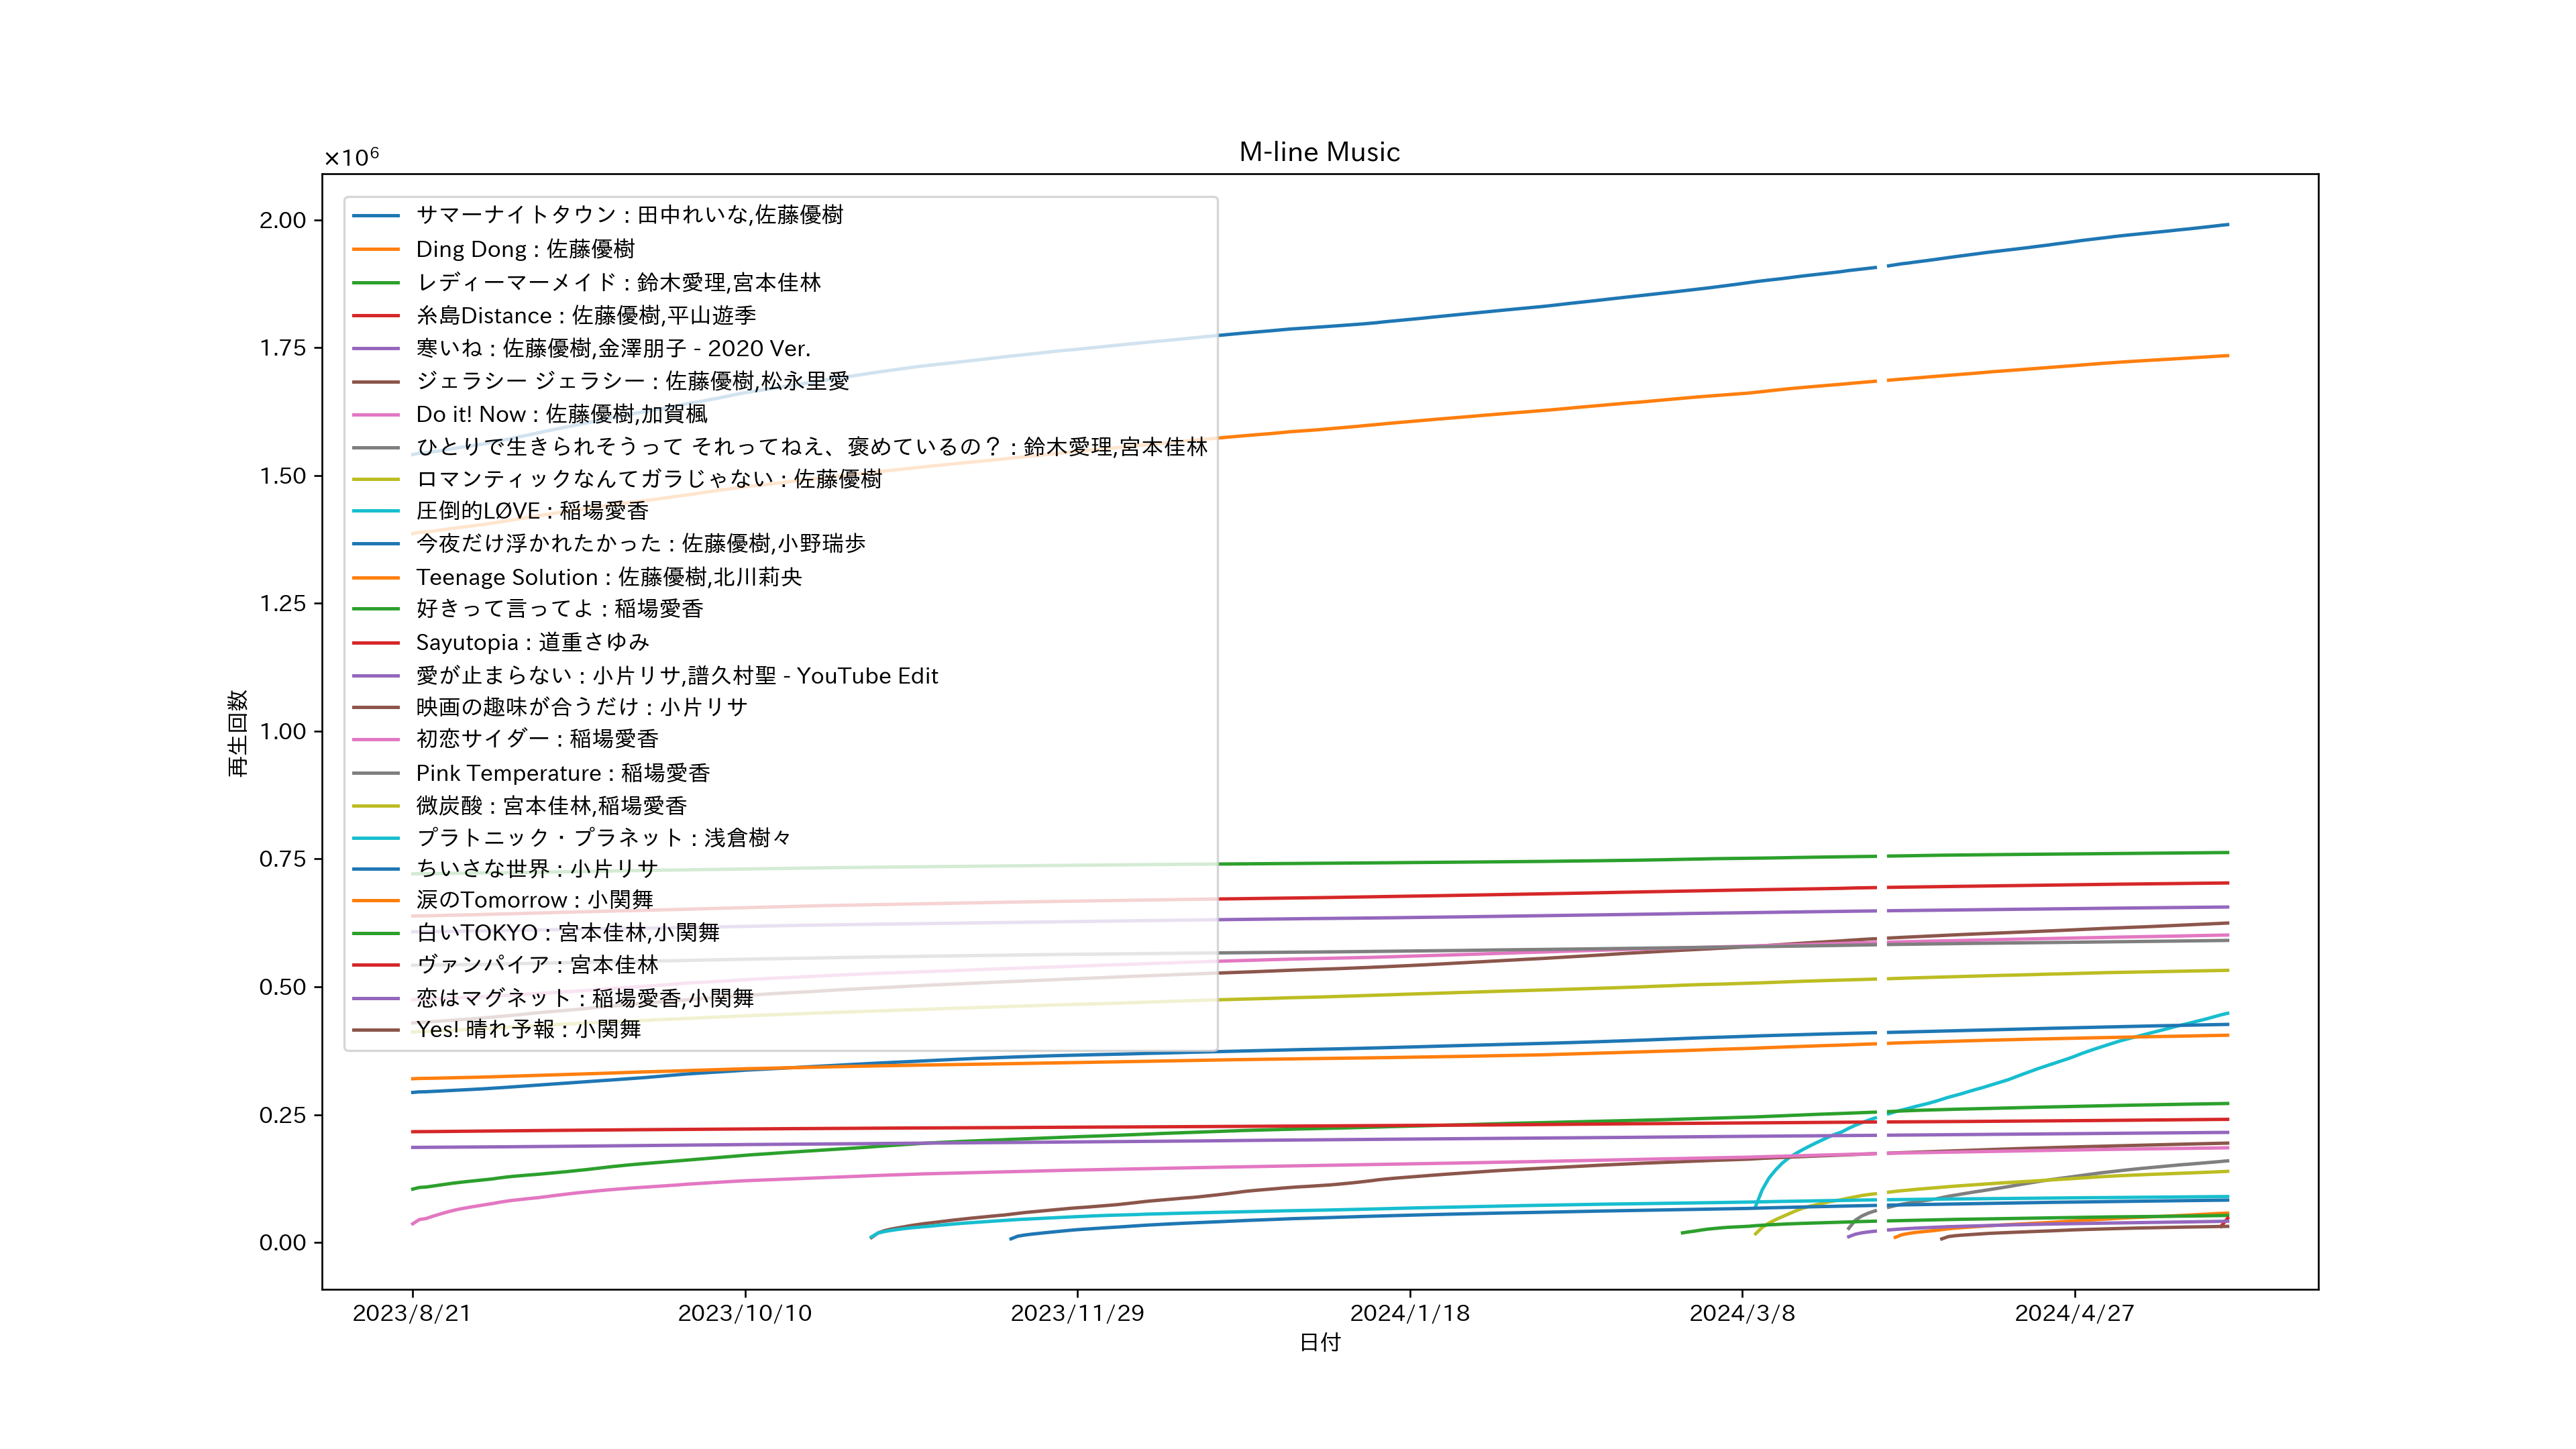 M-line Music
×10⁶
2.00
1.75
1.50
1.25
1.00
0.75
0.50
0.25
0.00
再生回数
サマーナイトタウン : 田中れいな,佐藤優樹
Ding Dong : 佐藤優樹
レディーマーメイド : 鈴木愛理,宮本佳林
糸島Distance : 佐藤優樹,平山遊季
寒いね : 佐藤優樹,金澤朋子 - 2020 Ver.
ジェラシー ジェラシー : 佐藤優樹,松永里愛
Do it! Now : 佐藤優樹,加賀楓
ひとりで生きられそうって それってねえ、褒めているの？ : 鈴木愛理,宮本佳林
ロマンティックなんてガラじゃない : 佐藤優樹
圧倒的LØVE : 稲場愛香
今夜だけ浮かれたかった : 佐藤優樹,小野瑞歩
Teenage Solution : 佐藤優樹,北川莉央
好きって言ってよ : 稲場愛香
Sayutopia : 道重さゆみ
愛が止まらない : 小片リサ,譜久村聖 - YouTube Edit
映画の趣味が合うだけ : 小片リサ
初恋サイダー : 稲場愛香
Pink Temperature : 稲場愛香
微炭酸 : 宮本佳林,稲場愛香
プラトニック・プラネット : 浅倉樹々
ちいさな世界 : 小片リサ
涙のTomorrow : 小関舞
白いTOKYO : 宮本佳林,小関舞
ヴァンパイア : 宮本佳林
恋はマグネット : 稲場愛香,小関舞
Yes! 晴れ予報 : 小関舞
2023/8/21
2023/10/10
2023/11/29
2024/1/18
2024/3/8
2024/4/27
日付